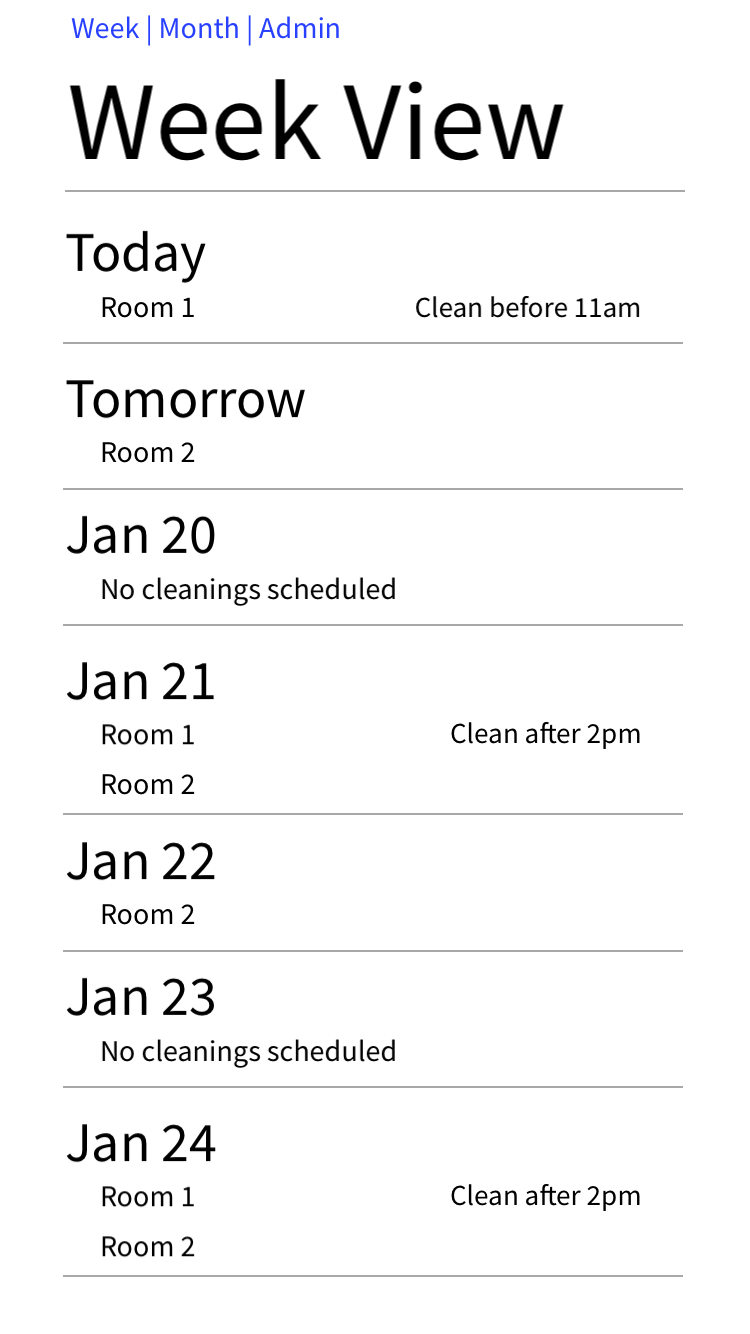 Week | Month | Admin
Week View
Today
Room 1 Clean before 11am
Tomorrow
Room 2
Jan 20
No cleanings scheduled
Jan 21
Room 1 Clean after 2pm
Room 2
Jan 22
Room 2
Jan 23
No cleanings scheduled
Jan 24
Room 1 Clean after 2pm
Room 2